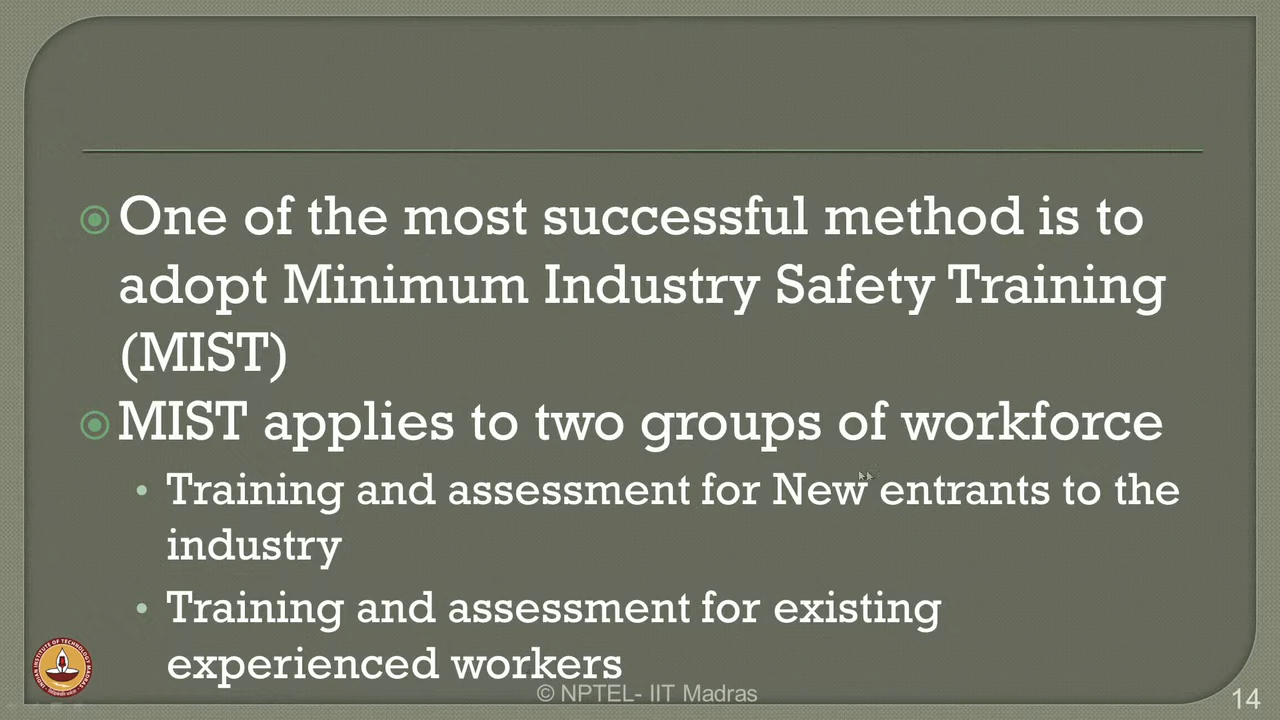 One of the most successful method is to
adopt Minimum Industry Safety Training
(MIST)
MIST applies to two groups of workforce
Training and assessment for New entrants to the
industry
Training and assessment for existing
experienced workers
© NPTEL- IIT Madras
14